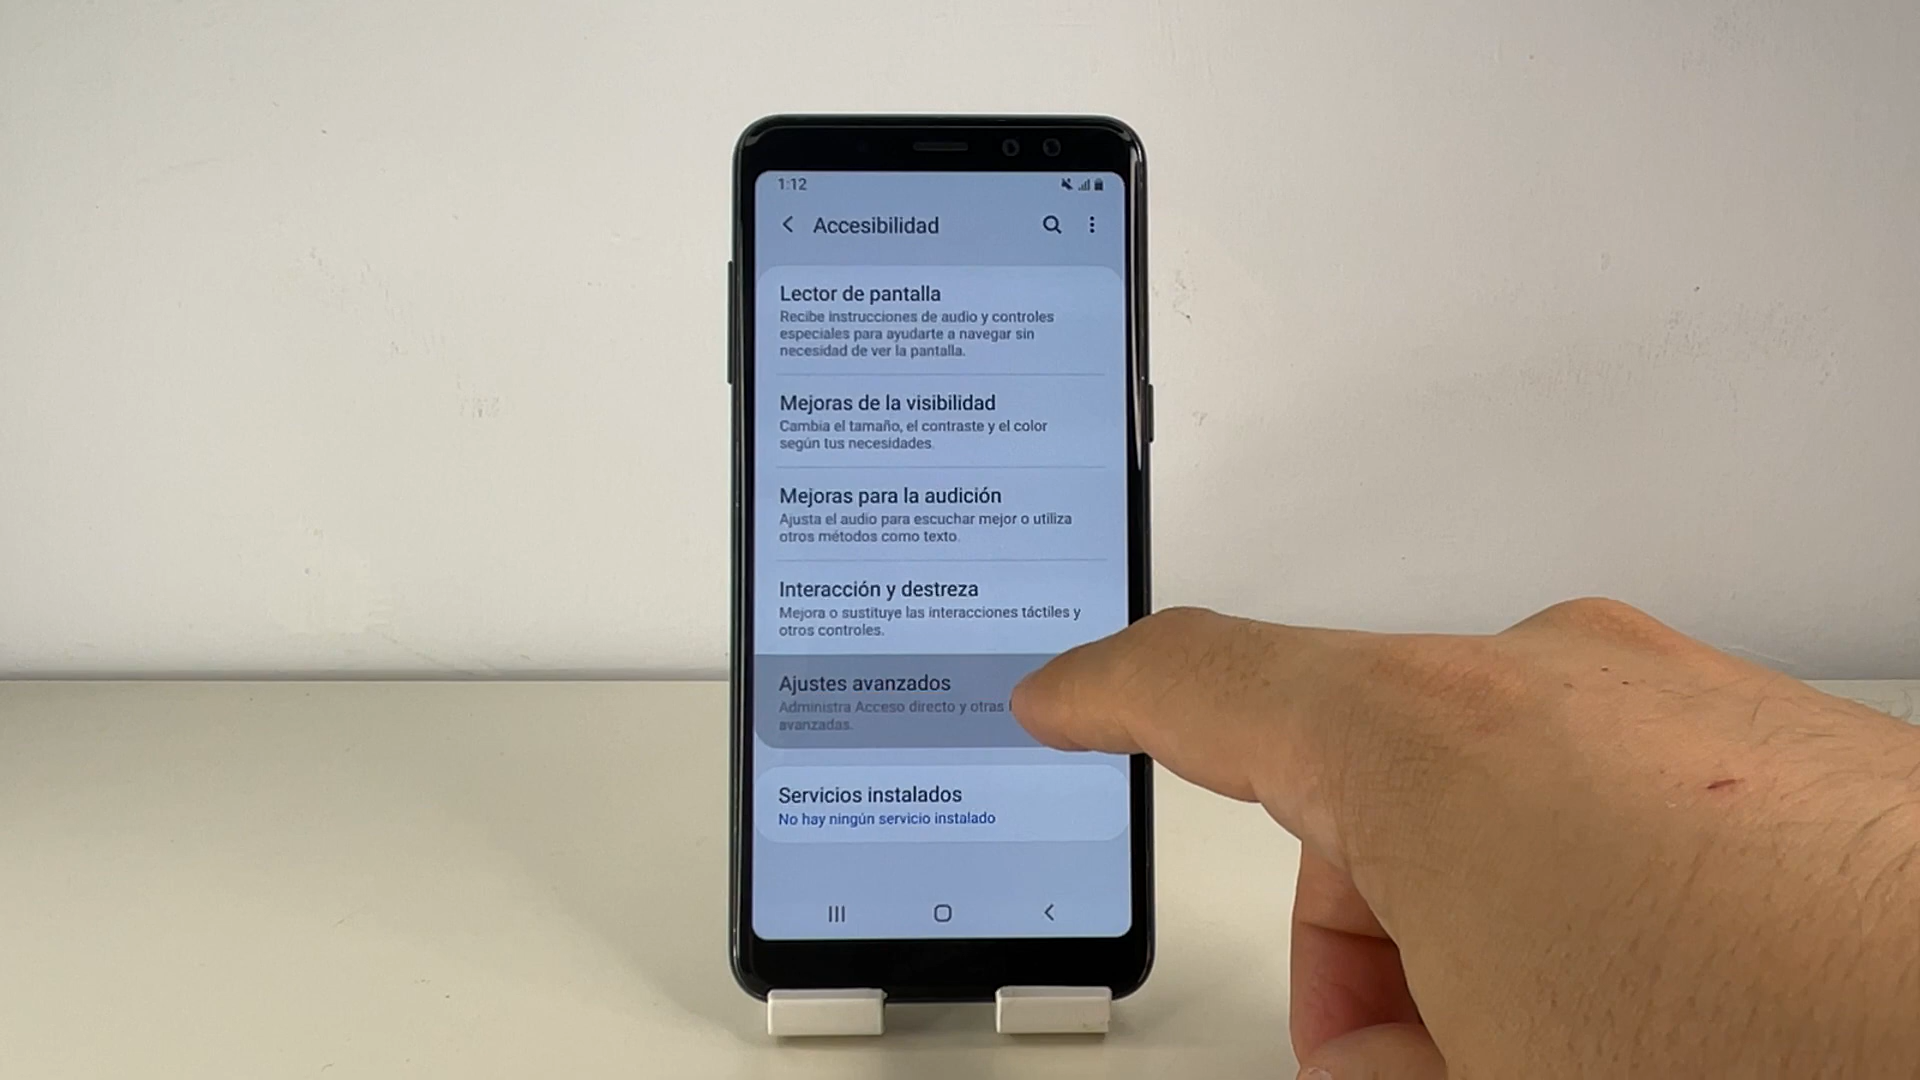 1:12
Accesibilidad
Lector de pantalla
Recibe instrucciones de audio y controles
especiales para ayudarte a navegar sin
necesidad de ver la pantalla.
Mejoras de la visibilidad
Cambia el tamaño, el contraste y el color
según tus necesidades.
Mejoras para la audición
Ajusta el audio para escuchar mejor o utiliza
otros métodos como texto.
Interacción y destreza
Mejora o sustituye las interacciones táctiles y
otros controles.
Ajustes avanzados
Administra Acceso directo y otras
avanzadas.
Servicios instalados
No hay ningún servicio instalado